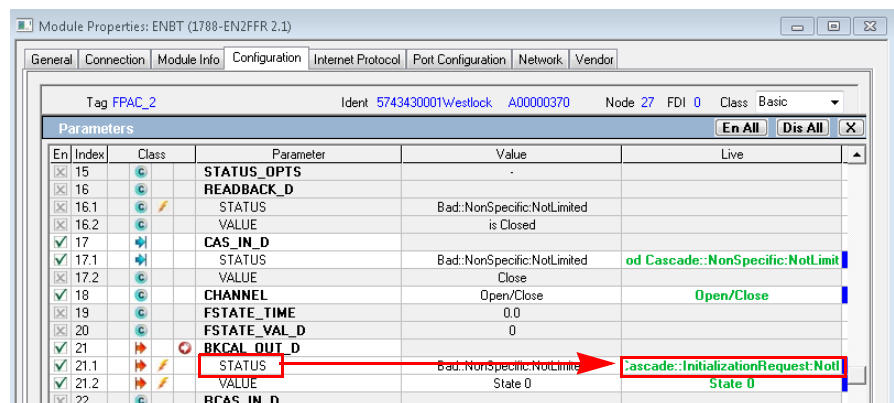 Module Properties: ENBT (1788-EN2FFR 2.1)
General Connection Module Info Configuration Internet Protocol Port Configuration Network Vendor
Tag FPAC_2 Ident 5743430001Westlock A00000370 Node 27 FDI 0 Class Basic
Parameters En All Dis All X
En Index Class Parameter Value Live
15 C STATUS_OPTS -
16 C READBACK_D
16.1 C STATUS Bad::NonSpecific:NotLimited
16.2 C VALUE is Closed
17 CAS_IN_D
17.1 STATUS Bad::NonSpecific:NotLimited od Cascade::NonSpecific:NotLimit
17.2 C VALUE Close
18 C CHANNEL Open/Close Open/Close
19 C FSTATE_TIME 0.0
20 C FSTATE_VAL_D 0
21 BKCAL_OUT_D
21.1 STATUS Bad::NonSpecific:NotLimite Cascade::InitializationRequest:Notl
21.2 VALUE State 0 State 0
22 C RCAS_IN_D